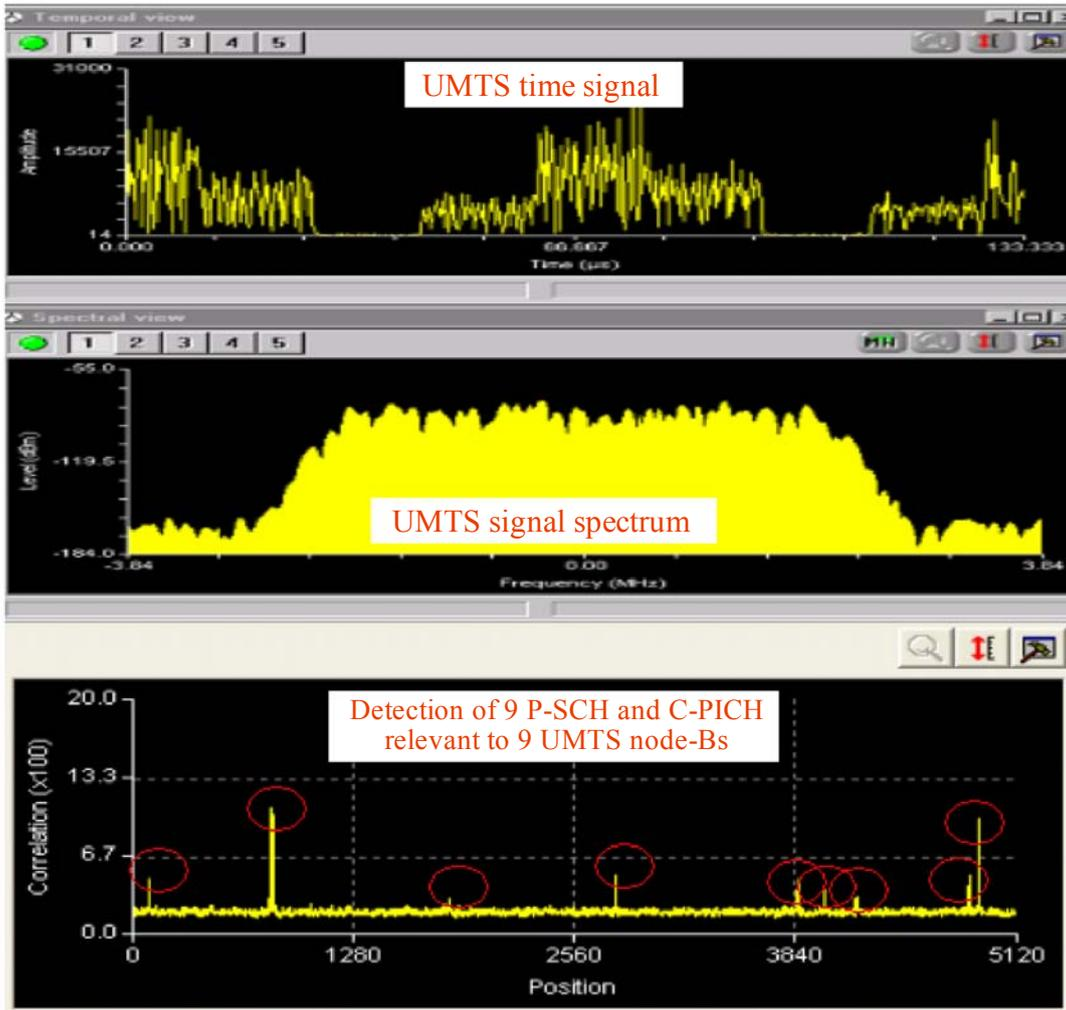 Temporal view
1 2 3 4 5
31000
UMTS time signal
Amplitude
15507
14
0.000 66.667 133.333
Time (µs)
Spectral view
1 2 3 4 5
MH
-55.0
Level (dBm)
-119.5
UMTS signal spectrum
-184.0
-3.84 0.00 3.84
Frequency (MHz)
20.0
Detection of 9 P-SCH and C-PICH
relevant to 9 UMTS node-Bs
13.3
Correlation (x100)
6.7
0.0
0 1280 2560 3840 5120
Position